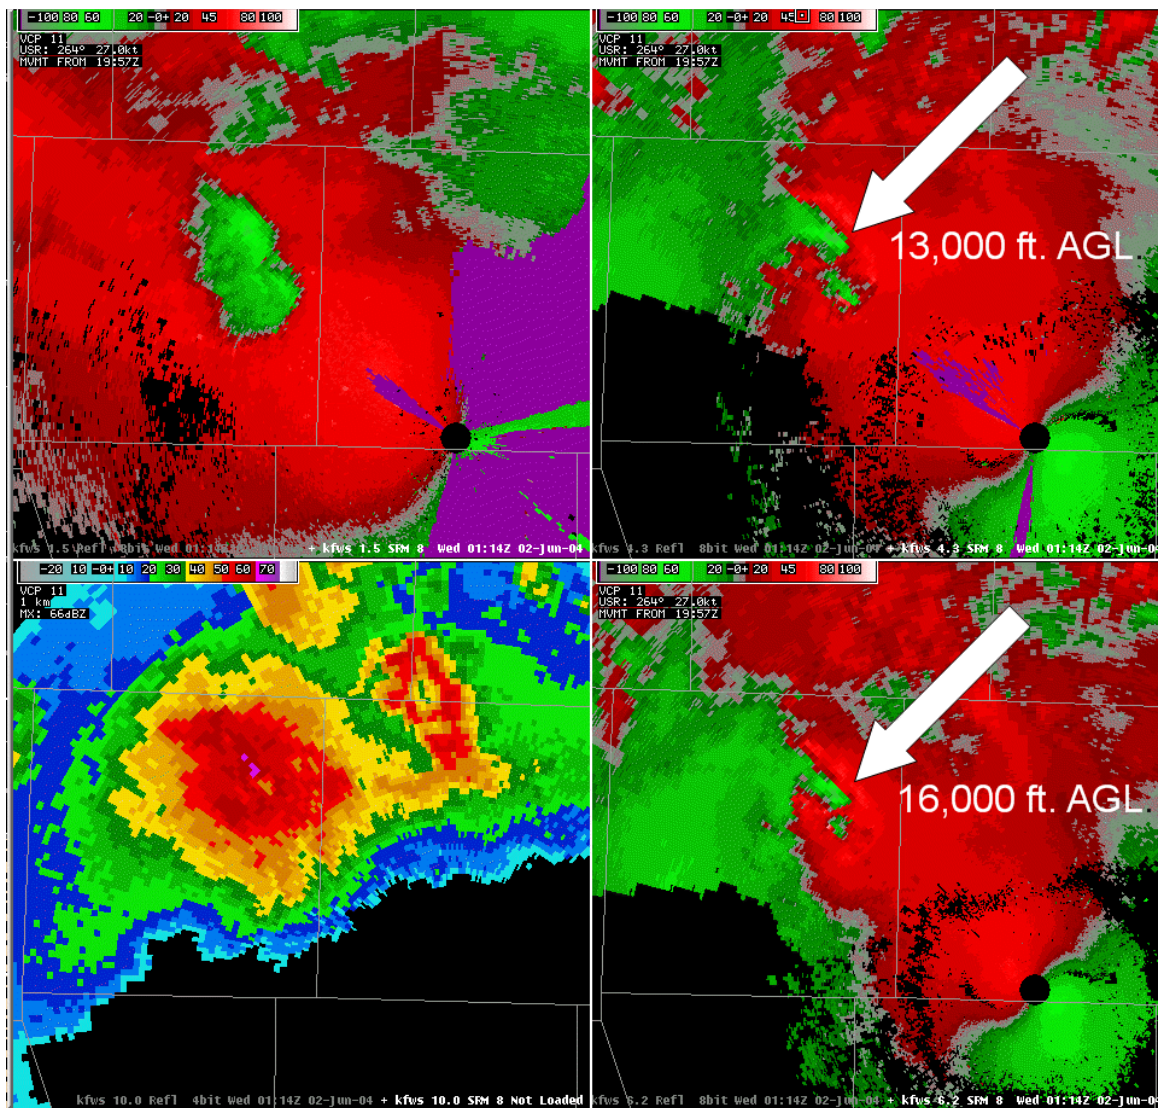 -100 80 60 20 -0+ 20 45 80 100
VCP 11
USR: 264° 27.0kt
MVMT FROM 19:57Z
kfws 1.5 Refl 8bit Wed 01:14Z 02-Jun-04 + kfws 1.5 SRM 8 Wed 01:14Z 02-Jun-04
-100 80 60 20 -0+ 20 45 80 100
VCP 11
USR: 264° 27.0kt
MVMT FROM 19:57Z
13,000 ft. AGL.
kfws 4.3 Refl 8bit Wed 01:14Z 02-Jun-04 + kfws 4.3 SRM 8 Wed 01:14Z 02-Jun-04
-20 10 -0+ 10 20 30 40 50 60 70
VCP 11
1 km
MX: 66dBZ
kfws 10.0 Refl 4bit Wed 01:14Z 02-Jun-04 + kfws 10.0 SRM 8 Not Loaded
-100 80 60 20 -0+ 20 45 80 100
VCP 11
USR: 264° 27.0kt
MVMT FROM 19:57Z
16,000 ft. AGL.
kfws 6.2 Refl 8bit Wed 01:14Z 02-Jun-04 + kfws 6.2 SRM 8 Wed 01:14Z 02-Jun-04